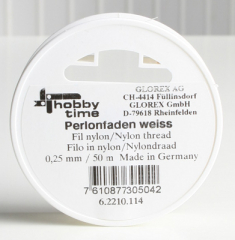 GLOREX AG
CH-4414 Füllinsdorf
GLOREX GmbH
D-79618 Rheinfelden
hobby
time
Perlonfaden weiss
Fil nylon/Nylon thread
Filo in nylon/Nylondraad
0,25 mm / 50 m Made in Germany
7 610877 305042
6.2210.114